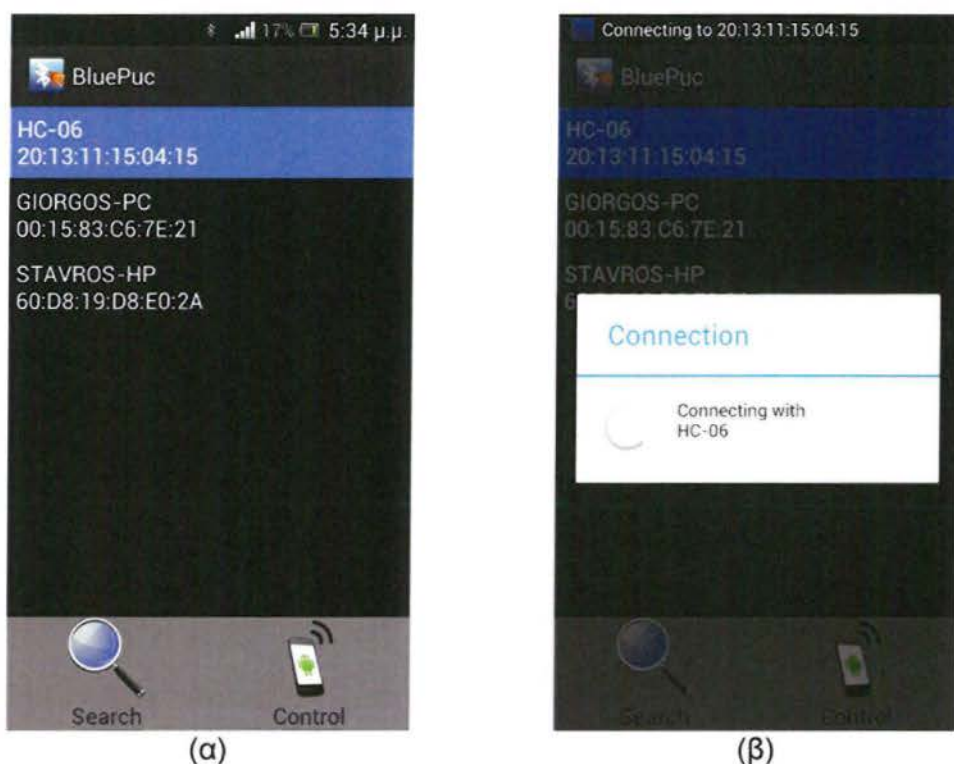 17% 5:34 μ.μ.
BluePuc
HC-06
20:13:11:15:04:15
GIORGOS-PC
00:15:83:C6:7E:21
STAVROS-HP
60:D8:19:D8:E0:2A
Search
Control
(α)
Connecting to 20:13:11:15:04:15
BluePuc
HC-06
20:13:11:15:04:15
GIORGOS-PC
00:15:83:C6:7E:21
STAVROS-HP
Connection
Connecting with
HC-06
Search
Control
(β)